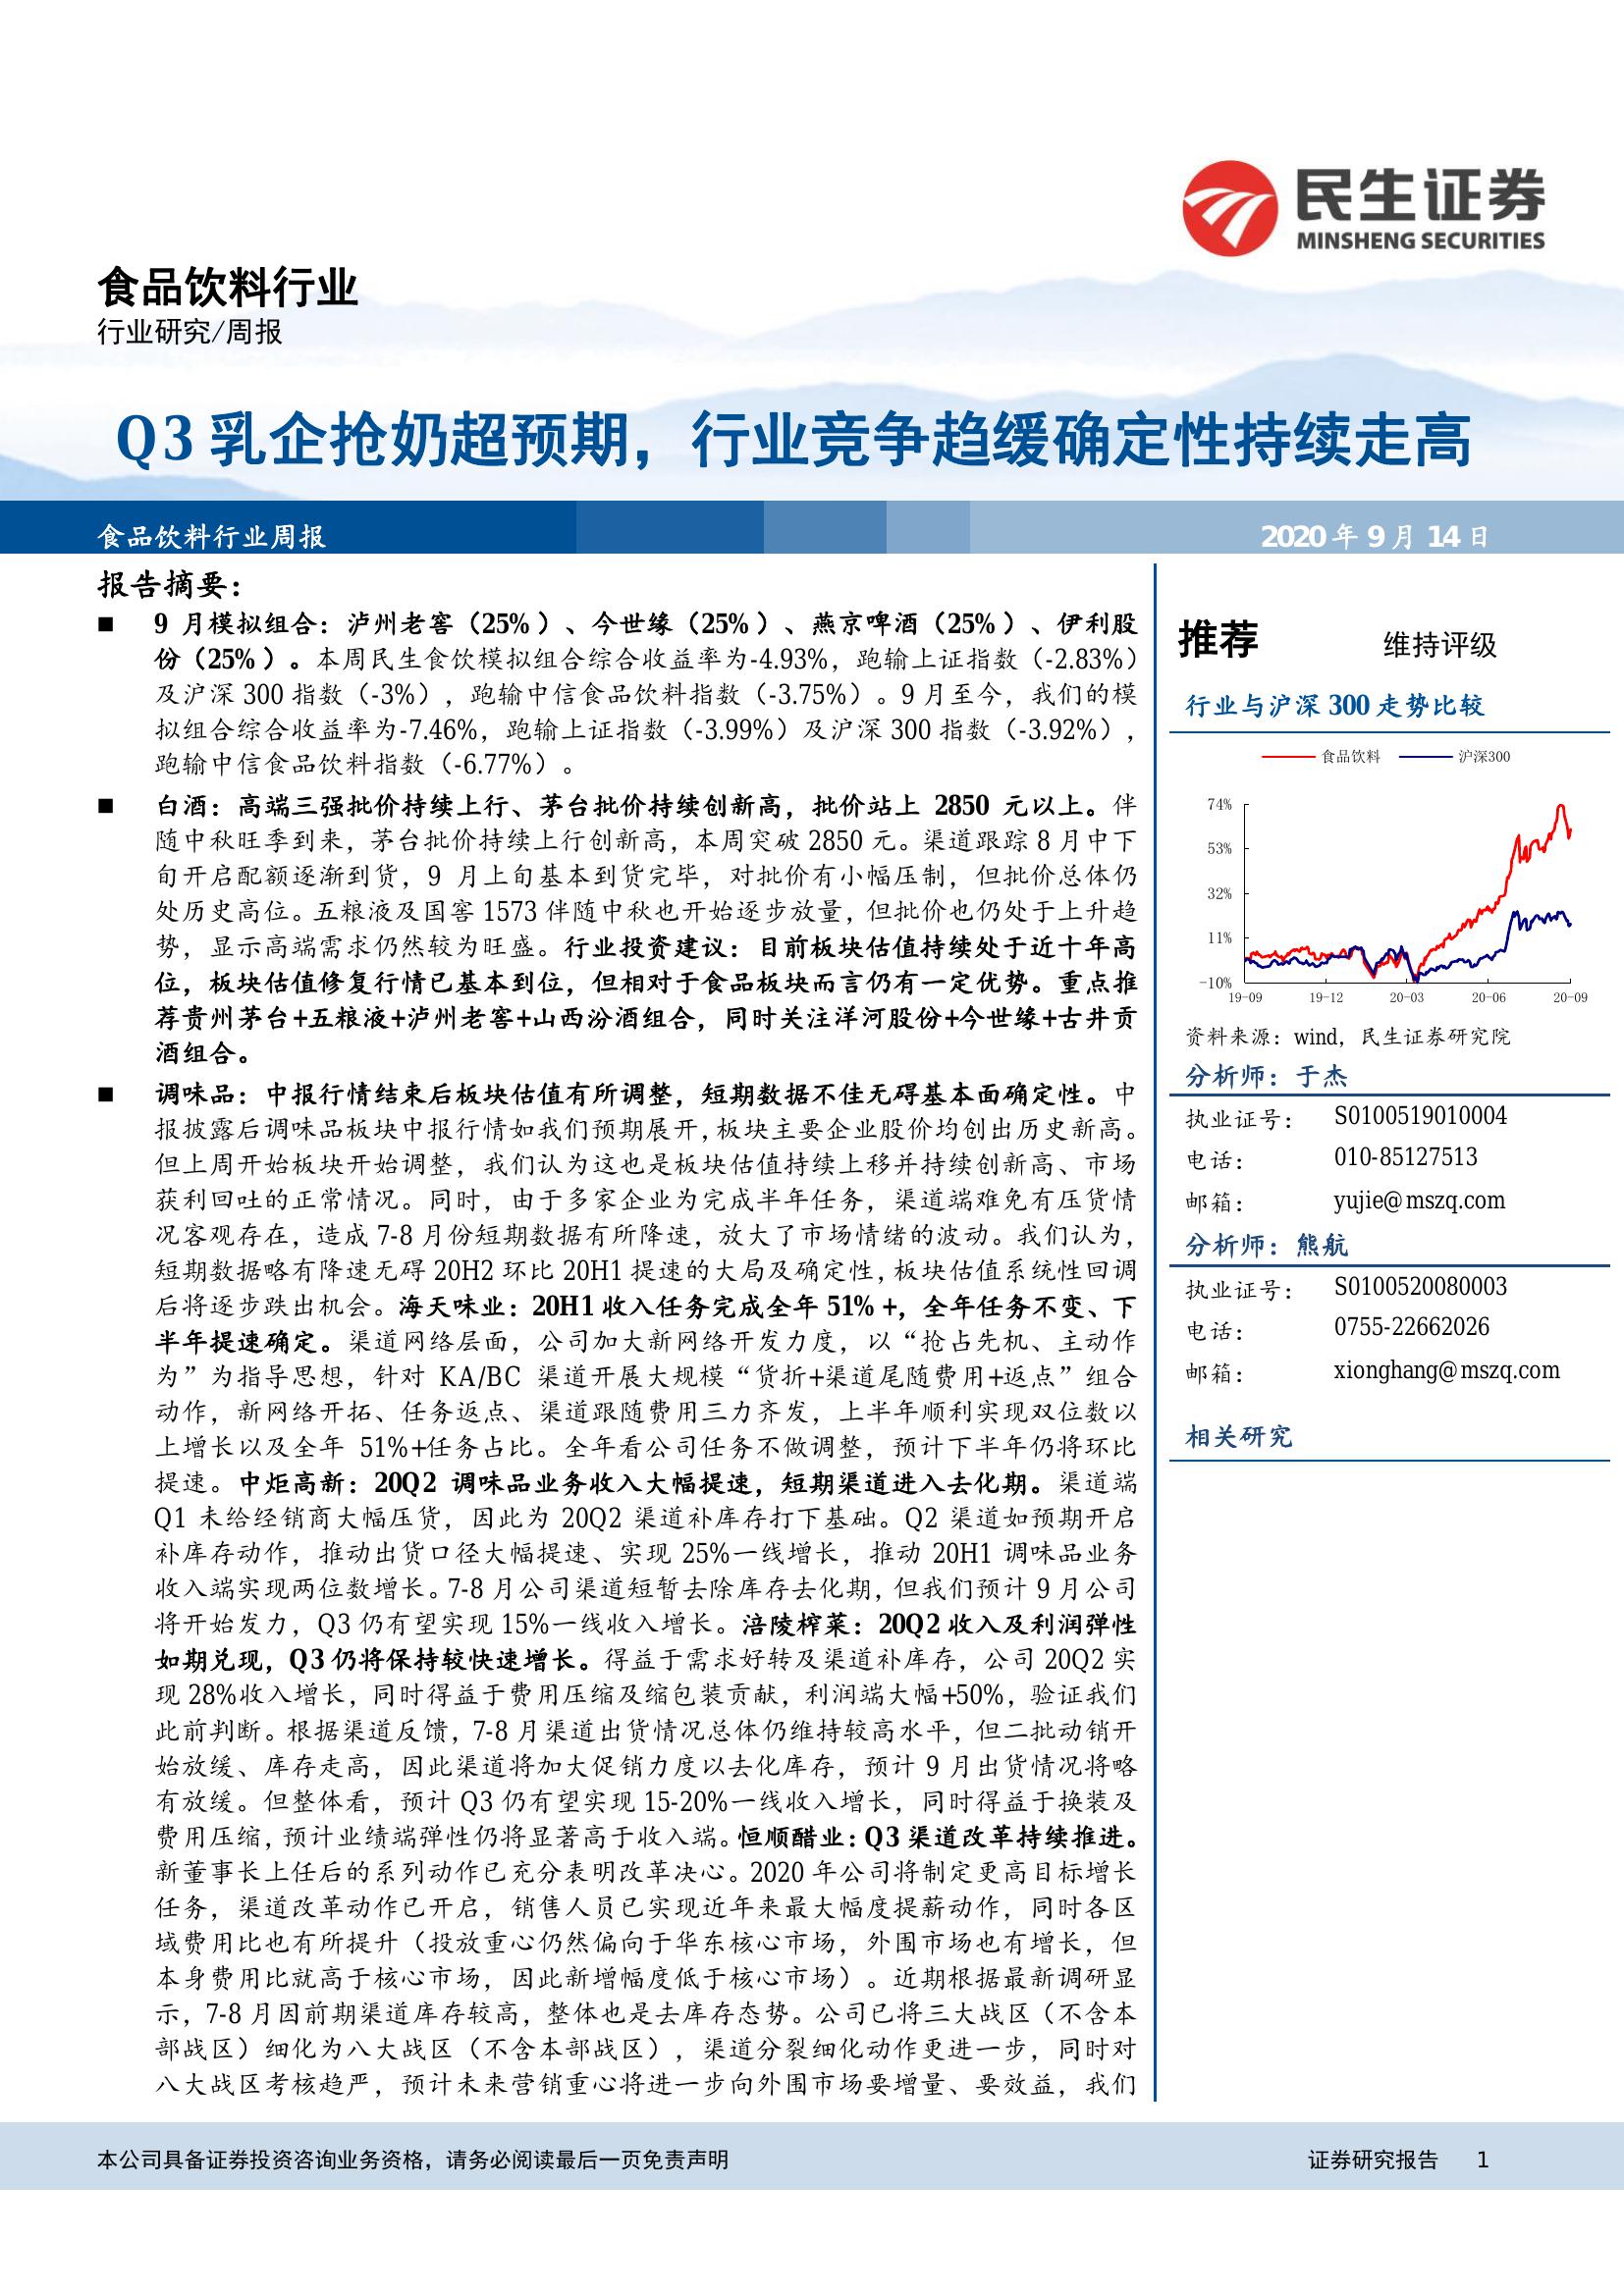 民生证券
MINSHENG SECURITIES
食品饮料行业
行业研究/周报
Q3乳企抢奶超预期，行业竞争趋缓确定性持续走高
食品饮料行业周报
2020年9月14日
报告摘要：
■ 9 月模拟组合：泸州老窖（25%）、今世缘（25%）、燕京啤酒（25%）、伊利股
份（25%）。本周民生食饮模拟组合综合收益率为-4.93%，跑输上证指数（-2.83%）
及沪深 300 指数（-3%），跑输中信食品饮料指数（-3.75%）。9 月至今，我们的模
拟组合综合收益率为-7.46%，跑输上证指数（-3.99%）及沪深 300 指数（-3.92%），
跑输中信食品饮料指数（-6.77%）。
■ 白酒：高端三强批价持续上行、茅台批价持续创新高，批价站上 2850 元以上。伴
随中秋旺季到来，茅台批价持续上行创新高，本周突破 2850 元。渠道跟踪 8 月中下
旬开启配额逐渐到货，9 月上旬基本到货完毕，对批价有小幅压制，但批价总体仍
处历史高位。五粮液及国窖 1573 伴随中秋也开始逐步放量，但批价也仍处于上升趋
势，显示高端需求仍然较为旺盛。行业投资建议：目前板块估值持续处于近十年高
位，板块估值修复行情已基本到位，但相对于食品板块而言仍有一定优势。重点推
荐贵州茅台+五粮液+泸州老窖+山西汾酒组合，同时关注洋河股份+今世缘+古井贡
酒组合。
■ 调味品：中报行情结束后板块估值有所调整，短期数据不佳无碍基本面确定性。中
报披露后调味品板块中报行情如我们预期展开，板块主要企业股价均创出历史新高。
但上周开始板块开始调整，我们认为这也是板块估值持续上移并持续创新高、市场
获利回吐的正常情况。同时，由于多家企业为完成半年任务，渠道端难免有压货情
况客观存在，造成 7-8 月份短期数据有所降速，放大了市场情绪的波动。我们认为，
短期数据略有降速无碍 20H2 环比 20H1 提速的大局及确定性，板块估值系统性回调
后将逐步跌出机会。海天味业：20H1 收入任务完成全年 51%+，全年任务不变、下
半年提速确定。渠道网络层面，公司加大新网络开发力度，以“抢占先机、主动作
为”为指导思想，针对 KA/BC 渠道开展大规模“货折+渠道尾随费用+返点”组合
动作，新网络开拓、任务返点、渠道跟随费用三力齐发，上半年顺利实现双位数以
上增长以及全年 51%+任务占比。全年看公司任务不做调整，预计下半年仍将环比
提速。中炬高新：20Q2 调味品业务收入大幅提速，短期渠道进入去化期。渠道端
Q1 未给经销商大幅压货，因此为 20Q2 渠道补库存打下基础。Q2 渠道如预期开启
补库存动作，推动出货口径大幅提速、实现 25%一线增长，推动 20H1 调味品业务
收入端实现两位数增长。7-8 月公司渠道短暂去除库存去化期，但我们预计 9 月公司
将开始发力，Q3 仍有望实现 15%一线收入增长。涪陵榨菜：20Q2 收入及利润弹性
如期兑现，Q3 仍将保持较快速增长。得益于需求好转及渠道补库存，公司 20Q2 实
现 28%收入增长，同时得益于费用压缩及缩包装贡献，利润端大幅+50%，验证我们
此前判断。根据渠道反馈，7-8 月渠道出货情况总体仍维持较高水平，但二批动销开
始放缓、库存走高，因此渠道将加大促销力度以去化库存，预计 9 月出货情况将略
有放缓。但整体看，预计 Q3 仍有望实现 15-20%一线收入增长，同时得益于换装及
费用压缩，预计业绩端弹性仍将显著高于收入端。恒顺醋业：Q3 渠道改革持续推进。
新董事长上任后的系列动作已充分表明改革决心。2020 年公司将制定更高目标增长
任务，渠道改革动作已开启，销售人员已实现近年来最大幅度提薪动作，同时各区
域费用比也有所提升（投放重心仍然偏向于华东核心市场，外围市场也有增长，但
本身费用比就高于核心市场，因此新增幅度低于核心市场）。近期根据最新调研显
示，7-8 月因前期渠道库存较高，整体也是去库存态势。公司已将三大战区（不含本
部战区）细化为八大战区（不含本部战区），渠道分裂细化动作更进一步，同时对
八大战区考核趋严，预计未来营销重心将进一步向外围市场要增量、要效益，我们
推荐 维持评级
行业与沪深 300 走势比较
食品饮料 沪深300
74%
53%
32%
11%
-10%
19-09 19-12 20-03 20-06 20-09
资料来源：wind，民生证券研究院
分析师：于杰
执业证号： S0100519010004
电话： 010-85127513
邮箱： yujie@mszq.com
分析师：熊航
执业证号： S0100520080003
电话： 0755-22662026
邮箱： xionghang@mszq.com
相关研究
本公司具备证券投资咨询业务资格，请务必阅读最后一页免责声明
证券研究报告 1